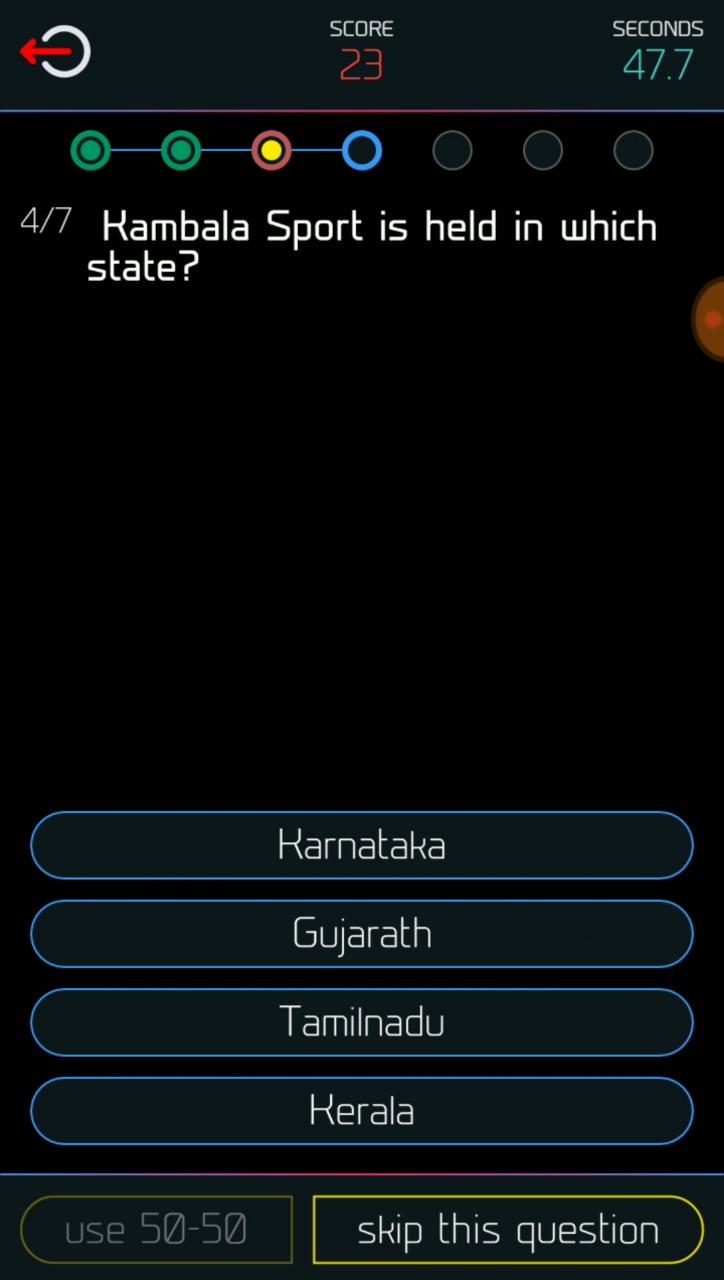 SCORE
SECONDS
23
47.7
4/7 Kambala Sport is held in which
state?
Karnataka
Gujarath
Tamilnadu
Kerala
use 50-50
skip this question